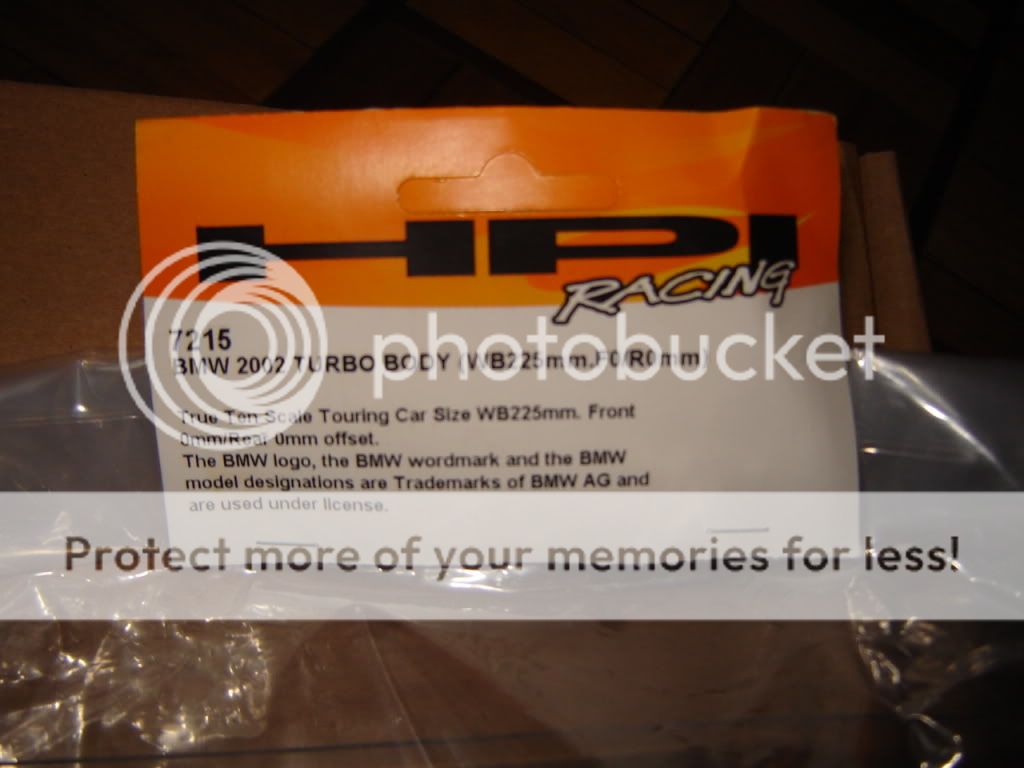 HPI
RACING
7215
BMW 2002 TURBO BODY (WB225mm.F0/R0mm)
photobucket
True Ten Scale Touring Car Size WB225mm. Front
0mm/Rear 0mm offset.
The BMW logo, the BMW wordmark and the BMW
model designations are Trademarks of BMW AG and
are used under license.
Protect more of your memories for less!